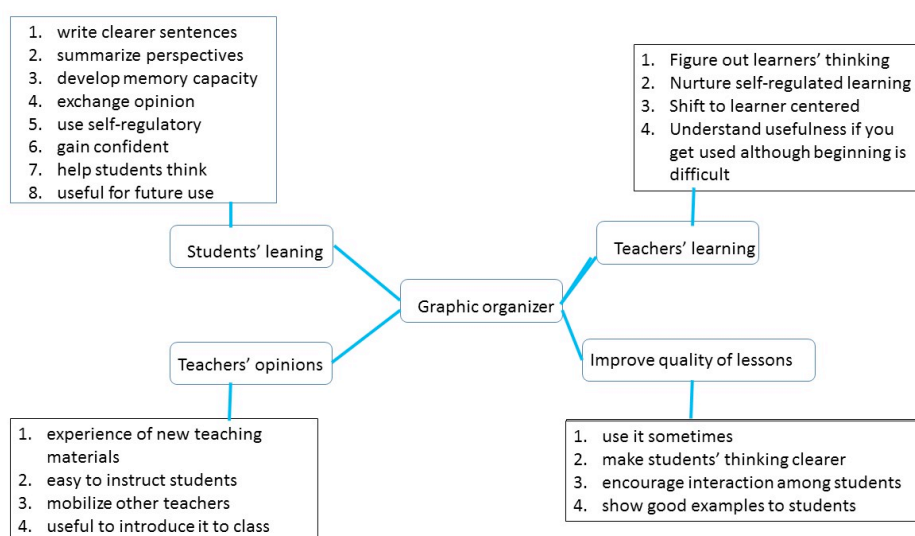 1. write clearer sentences
2. summarize perspectives
3. develop memory capacity
4. exchange opinion
5. use self-regulatory
6. gain confident
7. help students think
8. useful for future use
1. Figure out learners' thinking
2. Nurture self-regulated learning
3. Shift to learner centered
4. Understand usefulness if you
get used although beginning is
difficult
Students' leaning
Teachers' learning
Graphic organizer
Teachers' opinions
Improve quality of lessons
1. experience of new teaching
materials
2. easy to instruct students
3. mobilize other teachers
4. useful to introduce it to class
1. use it sometimes
2. make students' thinking clearer
3. encourage interaction among students
4. show good examples to students